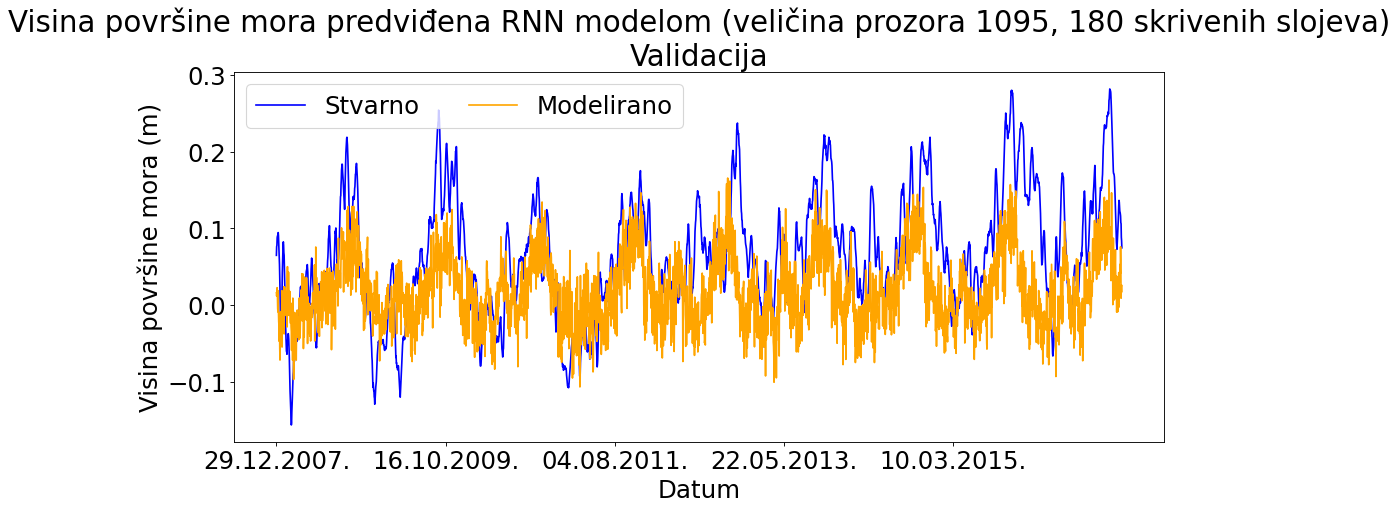 Visina površine mora predviđena RNN modelom (veličina prozora 1095, 180 skrivenih slojeva)
Validacija
Stvarno Modelirano
Visina površine mora (m)
0.3
0.2
0.1
0.0
−0.1
29.12.2007. 16.10.2009. 04.08.2011. 22.05.2013. 10.03.2015.
Datum